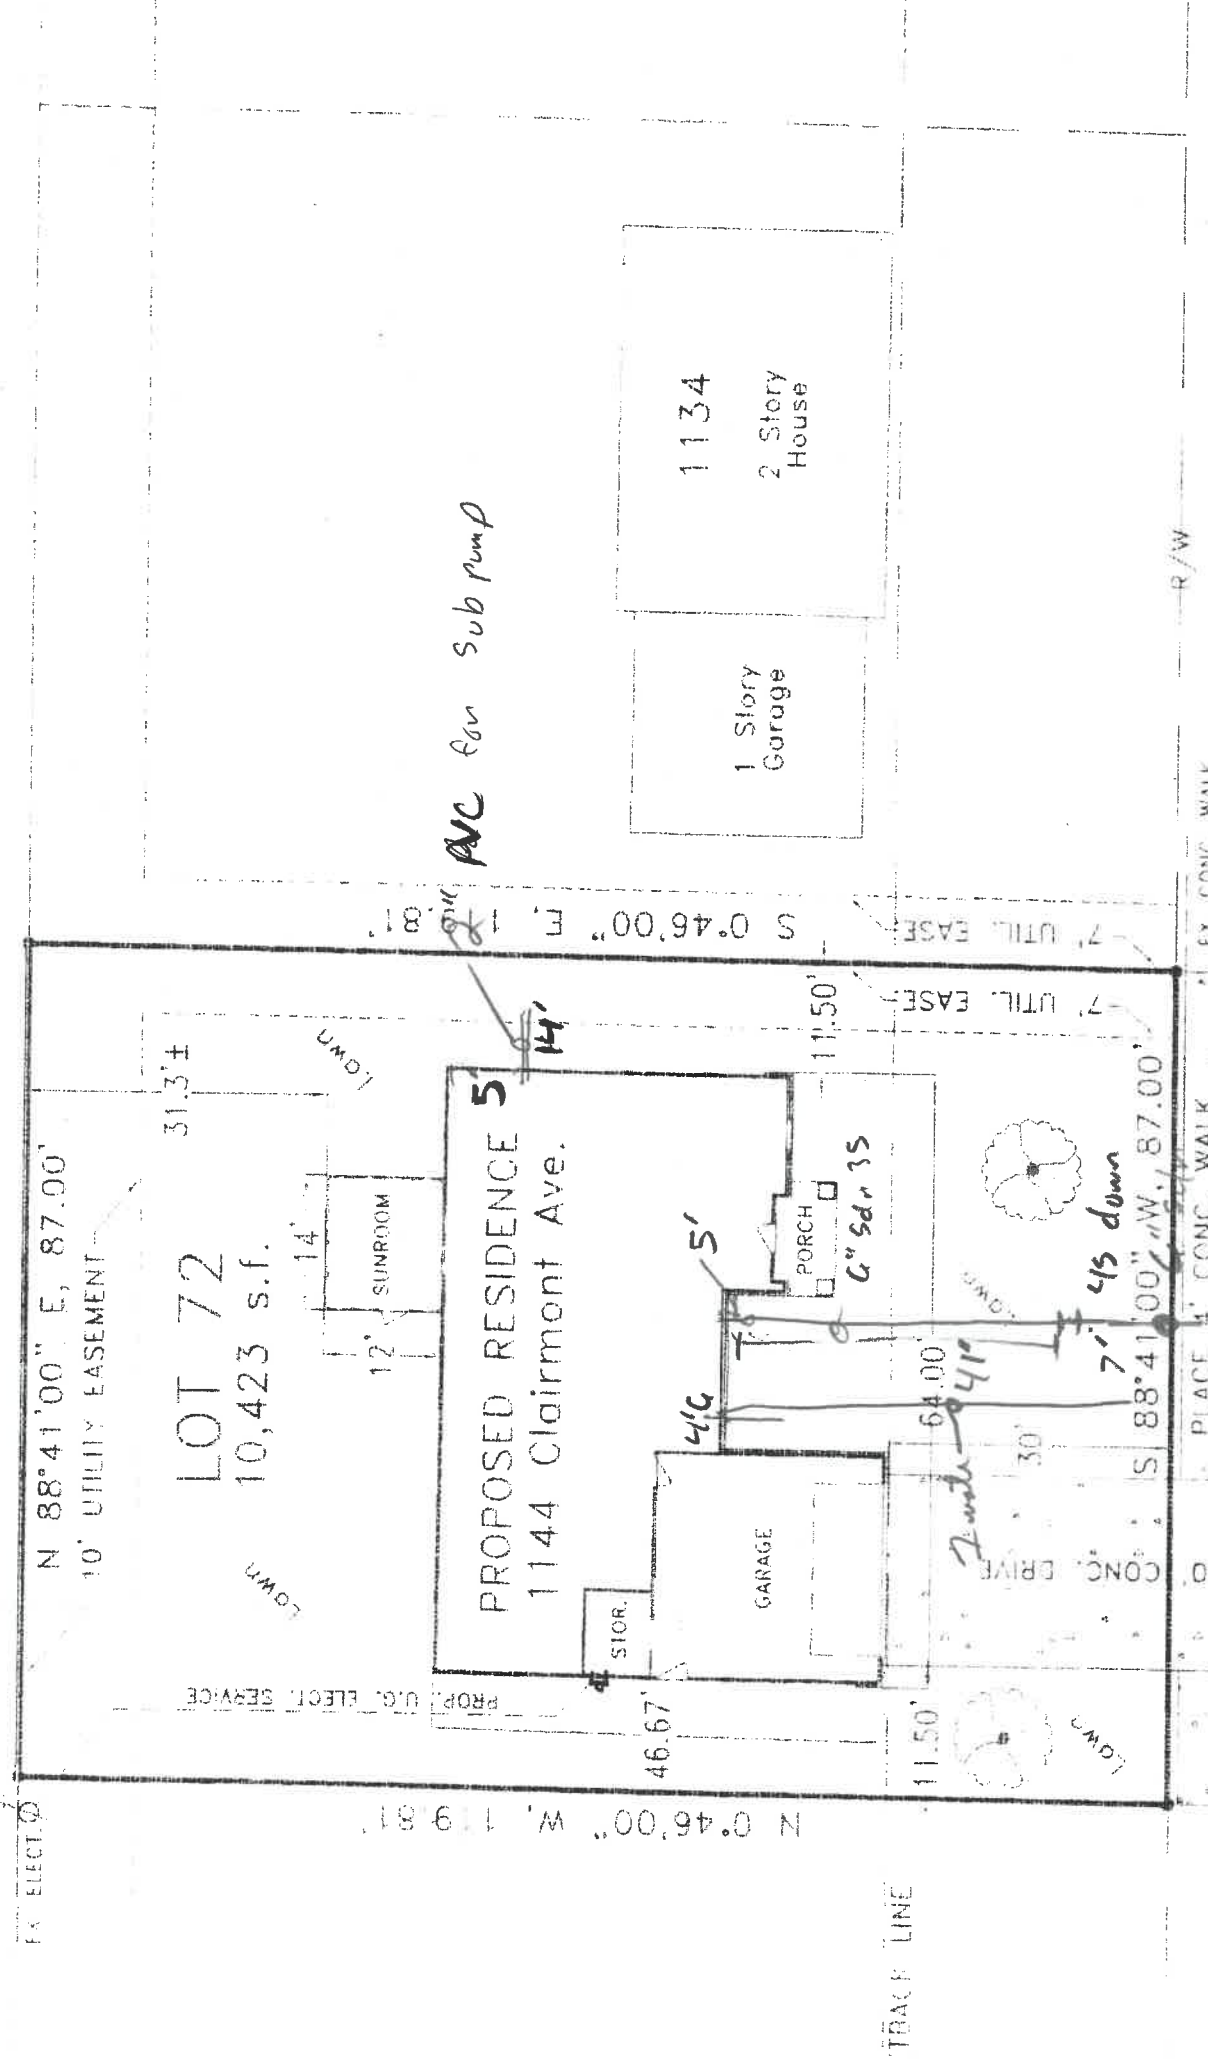 EX ELECT.
N 88°41'00" E, 87.00'
10' UTILITY EASEMENT
LOT 72
10,423 s.f.
31.3'±
Lawn
Lawn
14'
12'
SUNROOM
PROP. U.G. ELECT. SERVICE
PROPOSED RESIDENCE
1144 Clairmont Ave.
5'
14'
PVC for Sub pump
S 0°46'00" E, 119.81'
N 0°46'00" W, 119.81'
STOR.
46.67'
GARAGE
4'6
5'
PORCH
6" Sdr 35
11.50'
11.50'
7' UTIL. EASE.
7' UTIL. EASE.
1 Story
Garage
1134
2 Story
House
64.00'
30'
41"
Lawn
Lawn
7' 45 down
CONC. DRIVE
S 88°41'00" W, 87.00'
R/W
PLACE 4' CONC. WALK
EX CONC. WALK
TBACK LINE